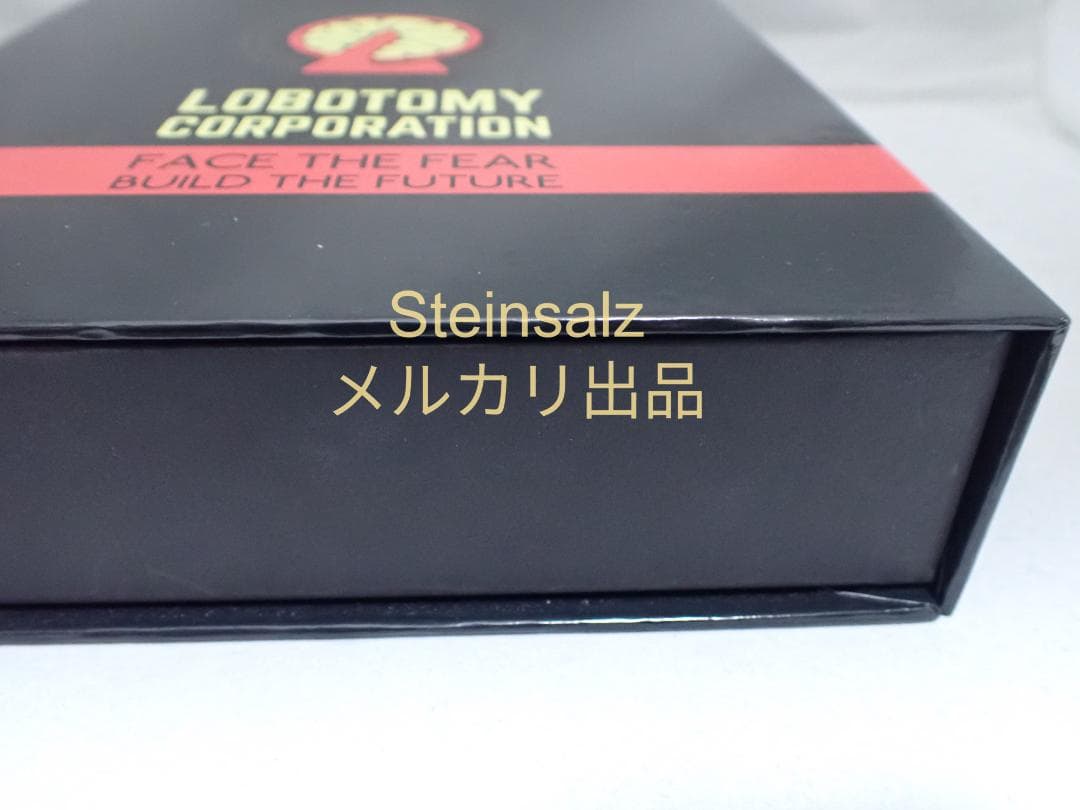 LOBOTOMY
CORPORATION
FACE THE FEAR
BUILD THE FUTURE
Steinsalz
メルカリ出品